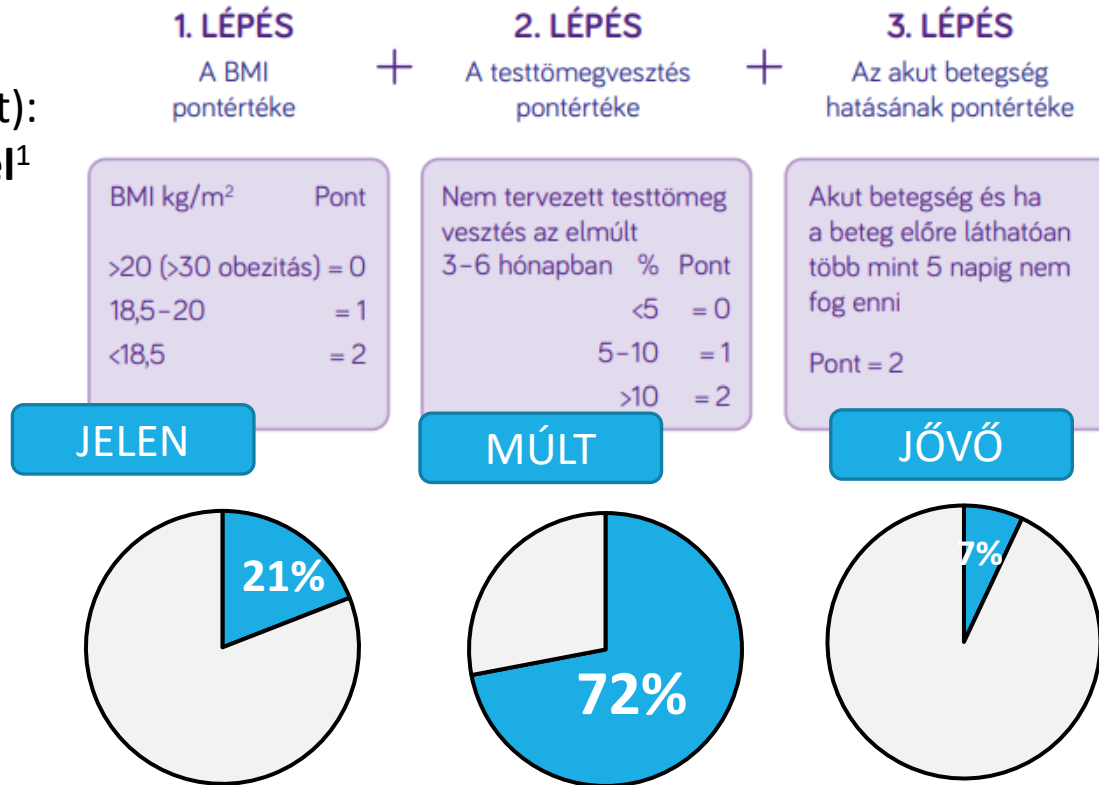 t):
el¹
1. LÉPÉS
A BMI
pontértéke
+
2. LÉPÉS
A testtömegvesztés
pontértéke
+
3. LÉPÉS
Az akut betegség
hatásának pontértéke
BMI kg/m² Pont
>20 (>30 obezitás) = 0
18,5–20 = 1
<18,5 = 2
Nem tervezett testtömeg
vesztés az elmúlt
3–6 hónapban % Pont
<5 = 0
5–10 = 1
>10 = 2
Akut betegség és ha
a beteg előre láthatóan
több mint 5 napig nem
fog enni
Pont = 2
JELEN
MÚLT
JŐVŐ
21%
72%
7%